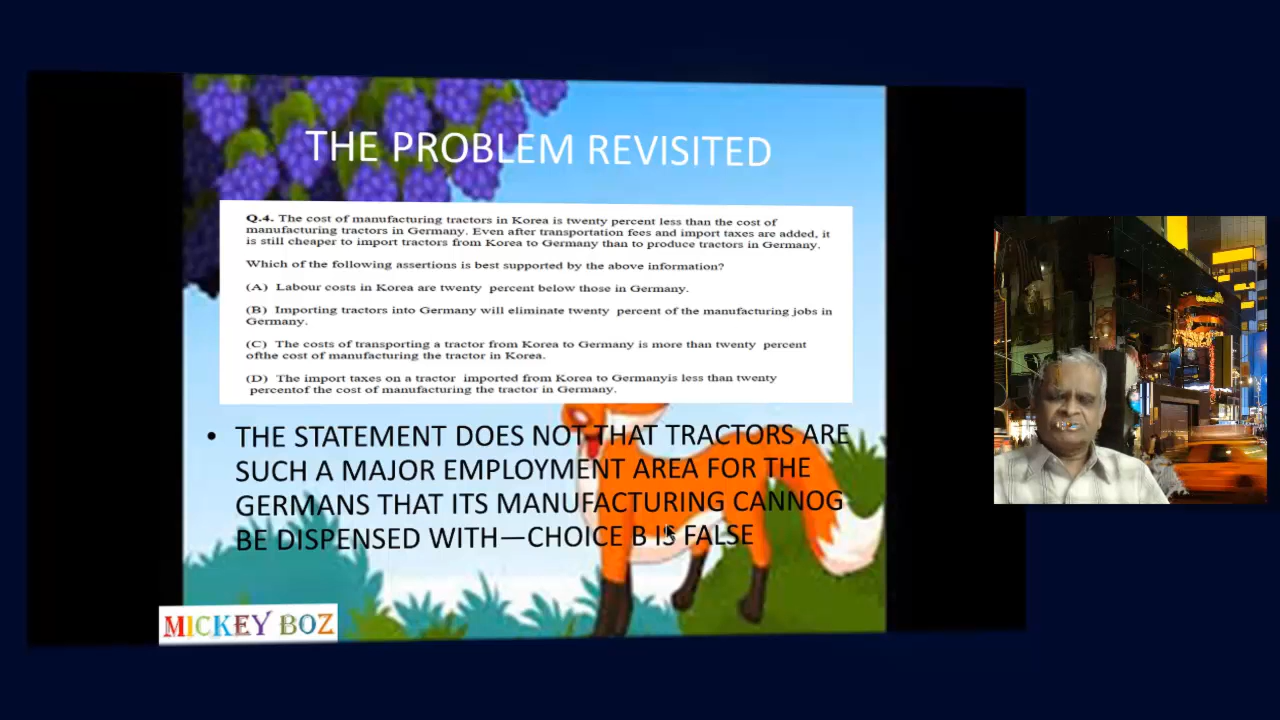 THE PROBLEM REVISITED
Q.4. The cost of manufacturing tractors in Korea is twenty percent less than the cost of
manufacturing tractors in Germany. Even after transportation fees and import taxes are added, it
is still cheaper to import tractors from Korea to Germany than to produce tractors in Germany.
Which of the following assertions is best supported by the above information?
(A) Labour costs in Korea are twenty percent below those in Germany.
(B) Importing tractors into Germany will eliminate twenty percent of the manufacturing jobs in
Germany.
(C) The costs of transporting a tractor from Korea to Germany is more than twenty percent
ofthe cost of manufacturing the tractor in Korea.
(D) The import taxes on a tractor imported from Korea to Germanyis less than twenty
percentof the cost of manufacturing the tractor in Germany.
• THE STATEMENT DOES NOT THAT TRACTORS ARE
SUCH A MAJOR EMPLOYMENT AREA FOR THE
GERMANS THAT ITS MANUFACTURING CANNOG
BE DISPENSED WITH—CHOICE B IS FALSE
MICKEY BOZ